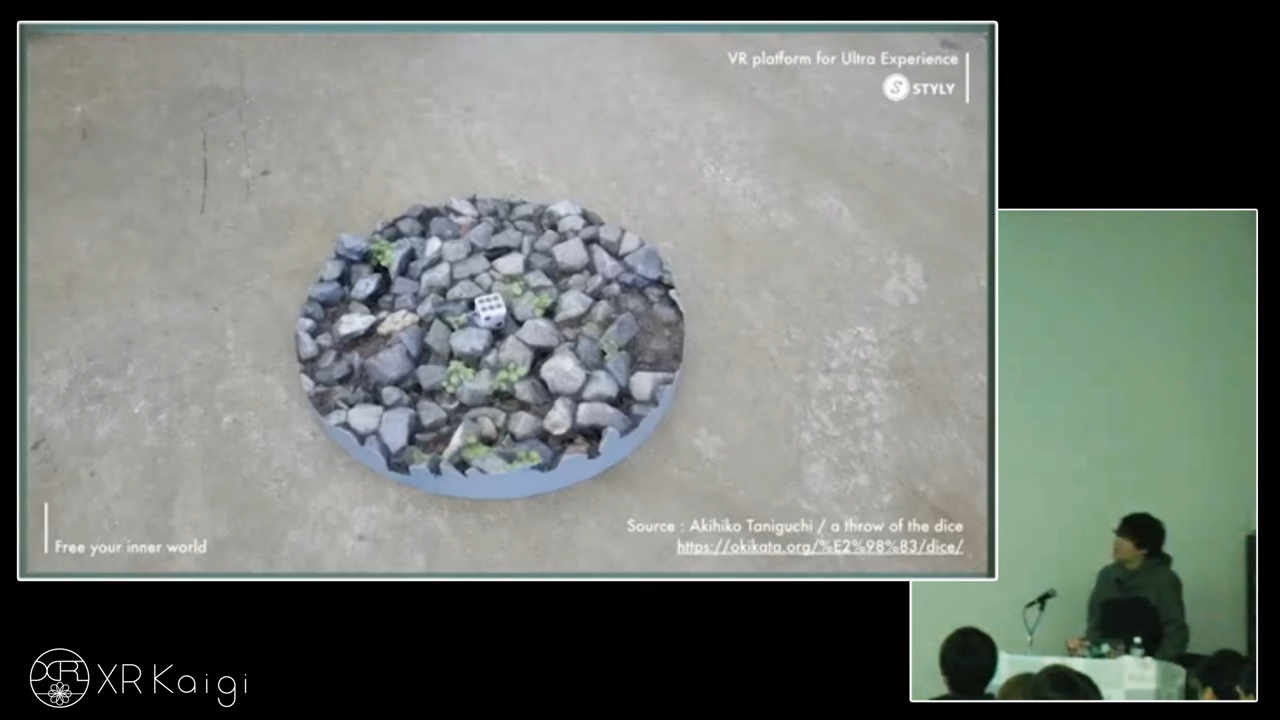 VR platform for Ultra Experience
S STYLY
Free your inner world
Source : Akihiko Taniguchi / a throw of the dice
https://okikata.org/%E2%98%83/dice/
XR XR Kaigi